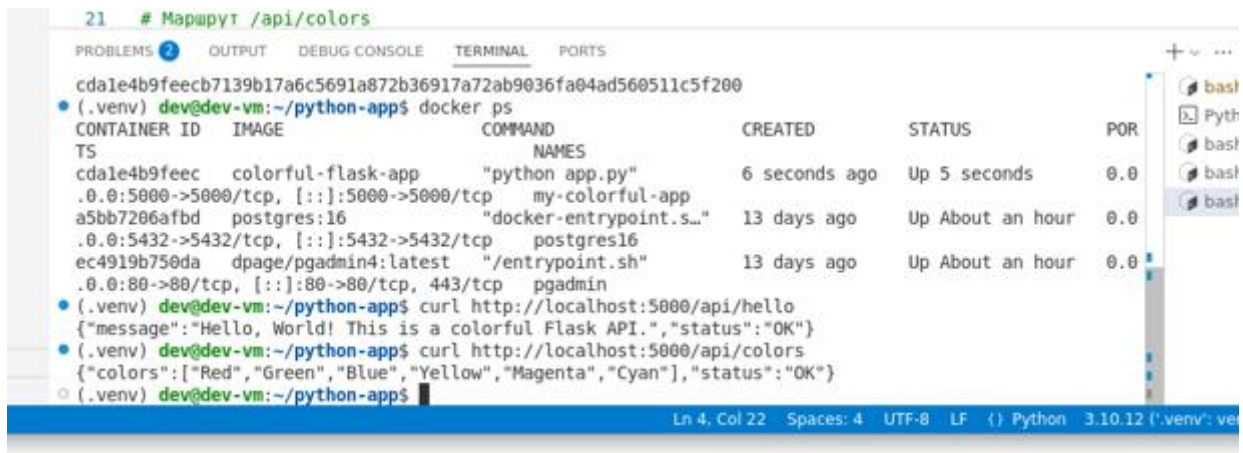 21 # Маршрут /api/colors
PROBLEMS 2 OUTPUT DEBUG CONSOLE TERMINAL PORTS
cda1e4b9feecb7139b17a6c5691a872b36917a72ab9036fa04ad560511c5f200
(.venv) dev@dev-vm:~/python-app$ docker ps
CONTAINER ID IMAGE COMMAND CREATED STATUS POR
TS NAMES
cda1e4b9feec colorful-flask-app "python app.py" 6 seconds ago Up 5 seconds 0.0
.0.0:5000->5000/tcp, [::]:5000->5000/tcp my-colorful-app
a5bb7206afbd postgres:16 "docker-entrypoint.s…" 13 days ago Up About an hour 0.0
.0.0:5432->5432/tcp, [::]:5432->5432/tcp postgres16
ec4919b750da dpage/pgadmin4:latest "/entrypoint.sh" 13 days ago Up About an hour 0.0
.0.0:80->80/tcp, [::]:80->80/tcp, 443/tcp pgadmin
(.venv) dev@dev-vm:~/python-app$ curl http://localhost:5000/api/hello
{"message":"Hello, World! This is a colorful Flask API.","status":"OK"}
(.venv) dev@dev-vm:~/python-app$ curl http://localhost:5000/api/colors
{"colors":["Red","Green","Blue","Yellow","Magenta","Cyan"],"status":"OK"}
(.venv) dev@dev-vm:~/python-app$
bash
Pyth
bash
bash
bash
Ln 4, Col 22 Spaces: 4 UTF-8 LF {} Python 3.10.12 ('.venv': ver